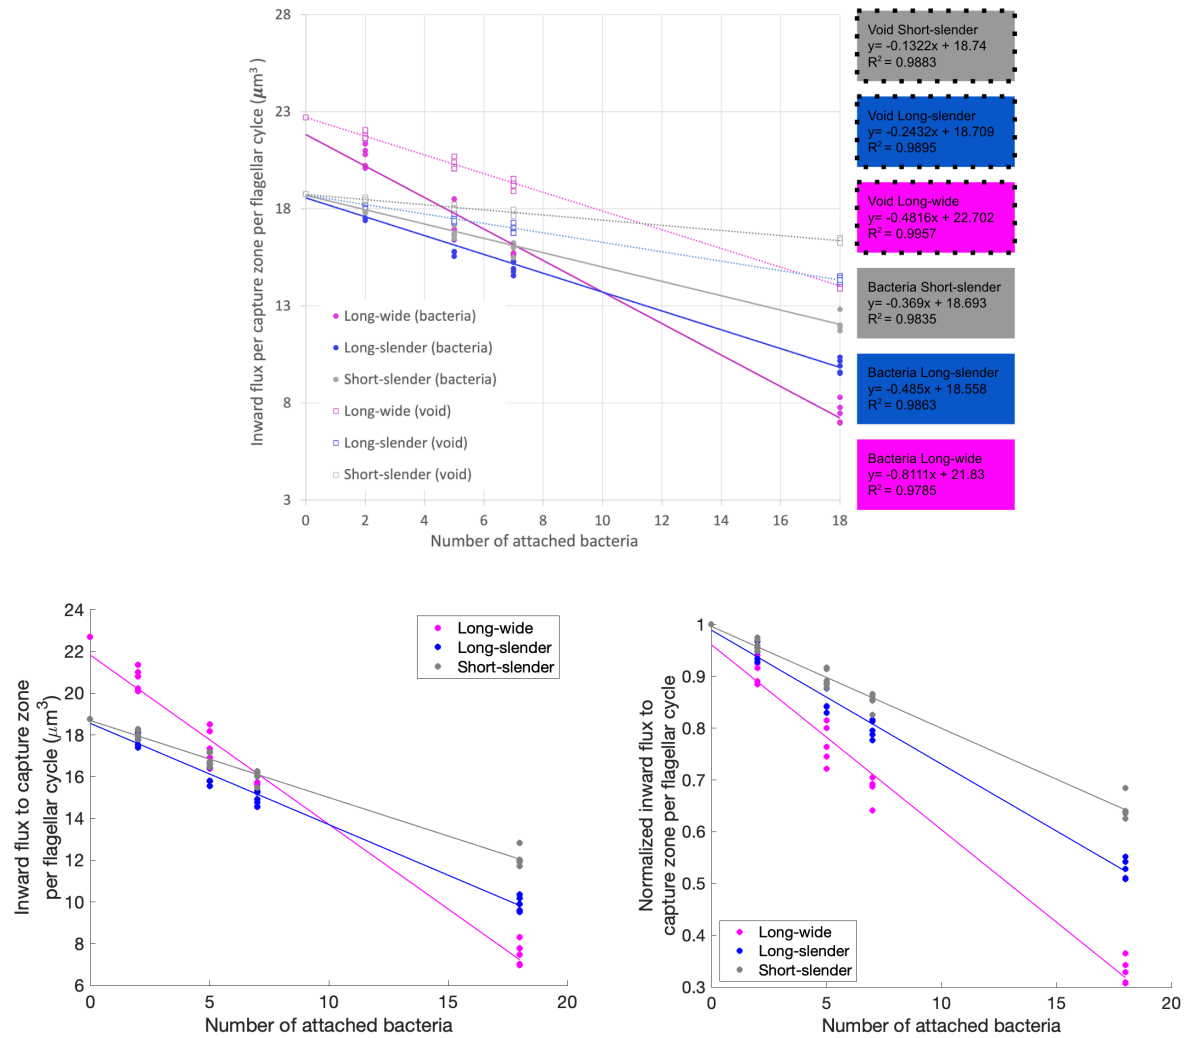 28
23
18
13
8
3
Inward flux per capture zone per flagellar cylce (μm³ )
Long-wide (bacteria)
Long-slender (bacteria)
Short-slender (bacteria)
Long-wide (void)
Long-slender (void)
Short-slender (void)
0 2 4 6 8 10 12 14 16 18
Number of attached bacteria
Void Short-slender
y= -0.1322x + 18.74
R² = 0.9883
Void Long-slender
y= -0.2432x + 18.709
R² = 0.9895
Void Long-wide
y= -0.4816x + 22.702
R² = 0.9957
Bacteria Short-slender
y= -0.369x + 18.693
R² = 0.9835
Bacteria Long-slender
y= -0.485x + 18.558
R² = 0.9863
Bacteria Long-wide
y= -0.8111x + 21.83
R² = 0.9785
24
22
20
18
16
14
12
10
8
6
Inward flux to capture zone
per flagellar cycle (μm³)
Long-wide
Long-slender
Short-slender
0 5 10 15 20
Number of attached bacteria
1
0.9
0.8
0.7
0.6
0.5
0.4
0.3
Normalized inward flux to
capture zone per flagellar cycle
Long-wide
Long-slender
Short-slender
0 5 10 15 20
Number of attached bacteria